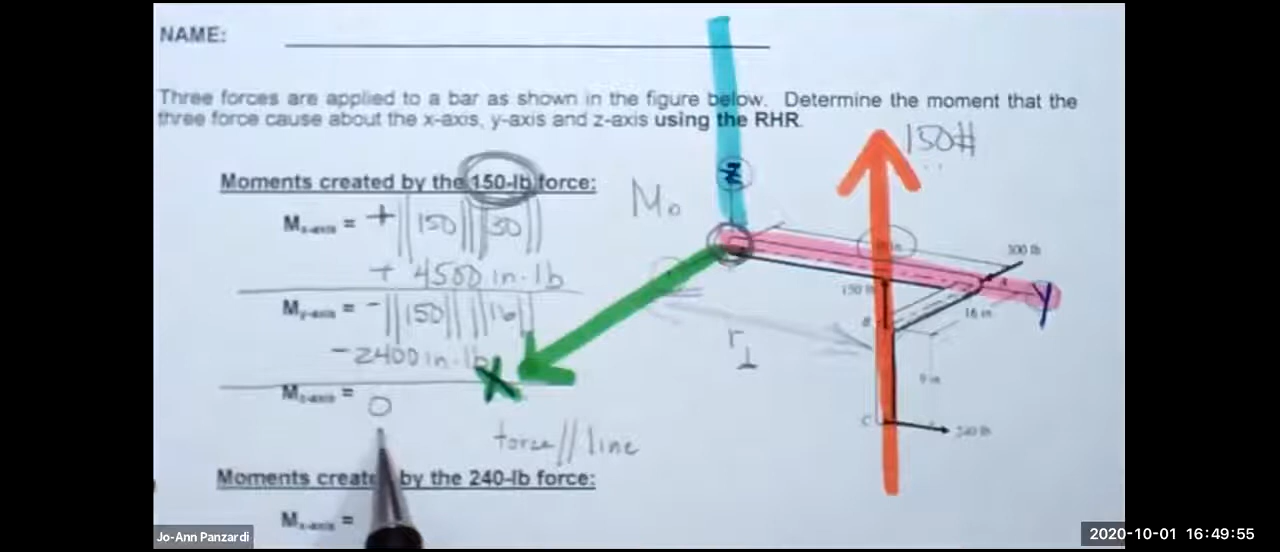 NAME:
Three forces are applied to a bar as shown in the figure below. Determine the moment that the
three force cause about the x-axis, y-axis and z-axis using the RHR.
150#
Moments created by the 150-lb force:
Mx-axis = + ||150|| ||30||
+ 4500 in-lb
My-axis = - ||150|| ||16||
- 2400 in-lb
Mz-axis = 0
force // line
Moments created by the 240-lb force:
Mx-axis =
Mo
Z
300 lb
150 lb
Y
16 in
B
r⊥
9 in
X
C
240 lb
Jo-Ann Panzardi
2020-10-01 16:49:55